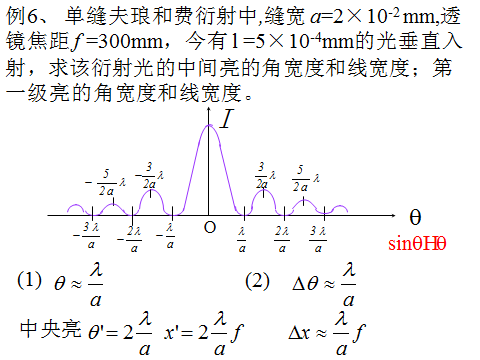 例6、 单缝夫琅和费衍射中,缝宽 a=2×10⁻² mm,透
镜焦距 f =300mm，今有 l =5×10⁻⁴mm的光垂直入
射，求该衍射光的中间亮的角宽度和线宽度；第
一级亮的角宽度和线宽度。
I
-5/2a λ -3/2a λ 3/2a λ 5/2a λ
-3λ/a -2λ/a -λ/a O λ/a 2λ/a 3λ/a θ
sinθHθ
(1) θ≈λ/a (2) Δθ≈λ/a
中央亮 θ'=2λ/a x'=2λ/a f Δx≈λ/a f